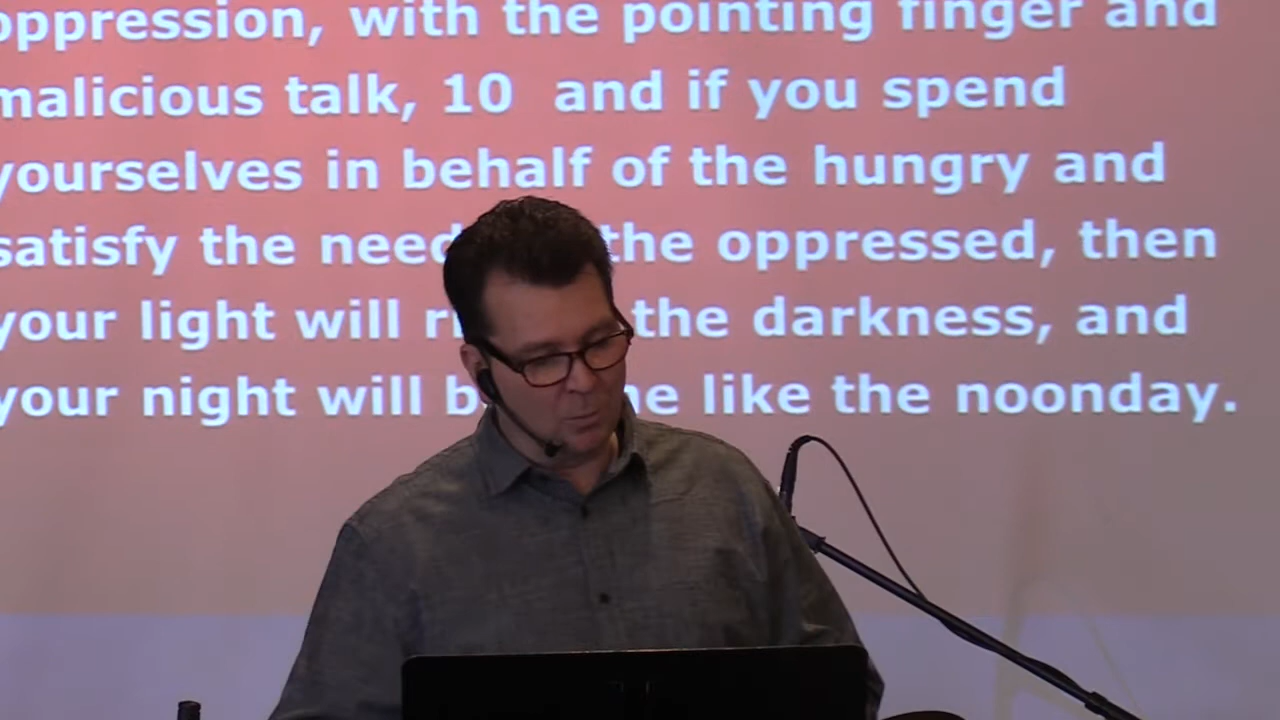 oppression, with the pointing finger and
malicious talk, 10 and if you spend
yourselves in behalf of the hungry and
satisfy the need the oppressed, then
your light will the darkness, and
your night will like the noonday.